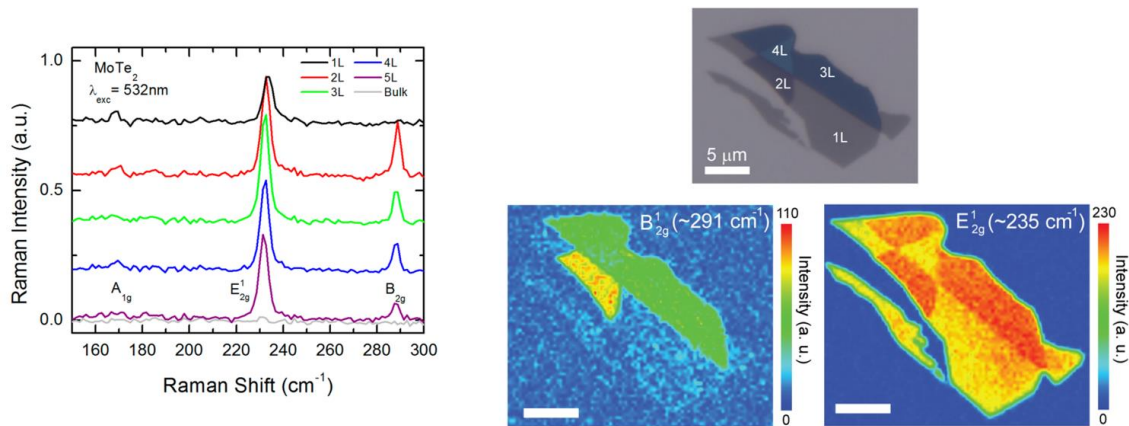 1.0
MoTe2
λexc = 532nm
1L
2L
3L
4L
5L
Bulk
Raman Intensity (a.u.)
0.5
A1g
E¹2g
B2g
0.0
150 160 200 220 240 260 280 300
Raman Shift (cm⁻¹)
4L
3L
2L
1L
5 μm
B¹2g (~291 cm⁻¹)
110
Intensity (a. u.)
0
E¹2g (~235 cm⁻¹)
230
Intensity (a. u.)
0